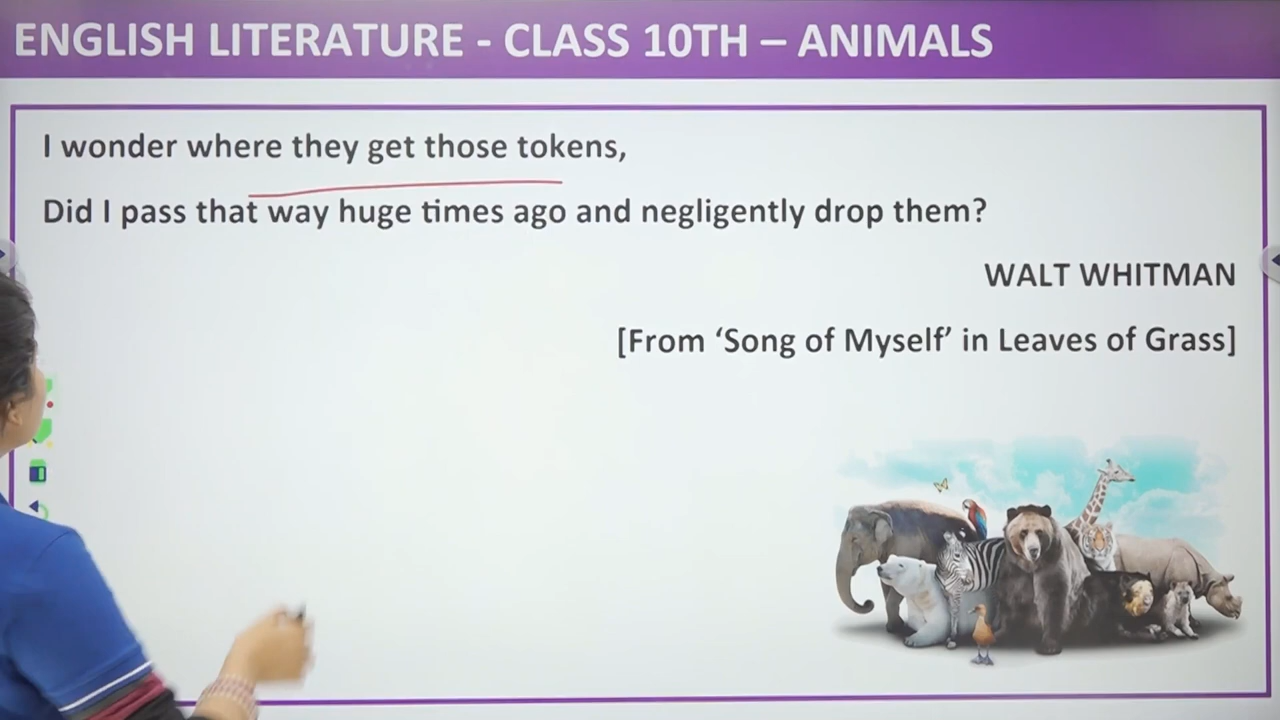 ENGLISH LITERATURE - CLASS 10TH – ANIMALS
I wonder where they get those tokens,
Did I pass that way huge times ago and negligently drop them?
WALT WHITMAN
[From ‘Song of Myself’ in Leaves of Grass]